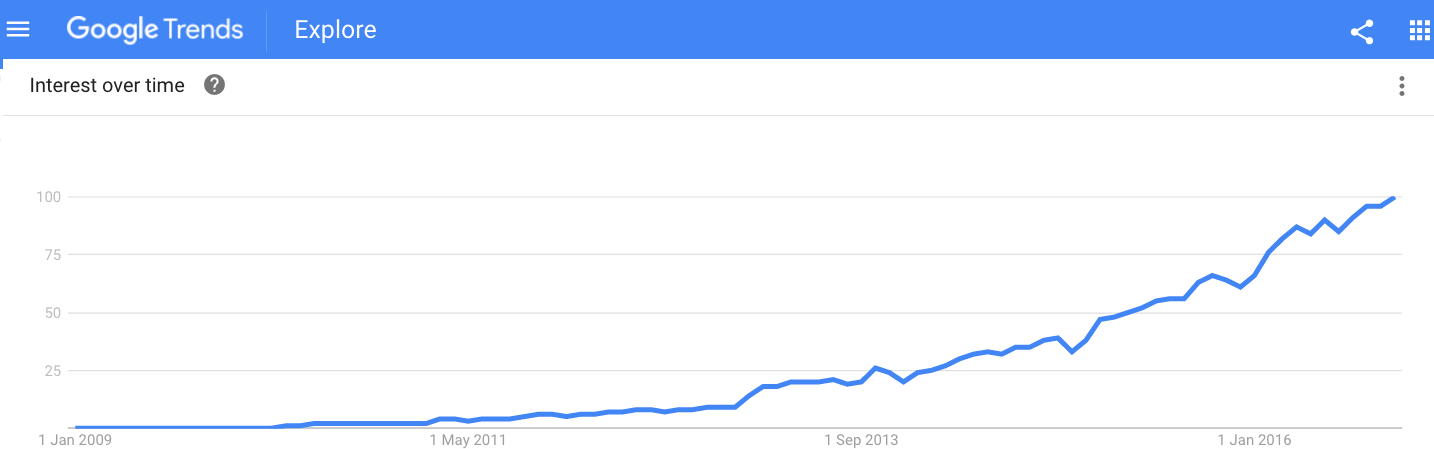 Google Trends Explore
Interest over time ?
100
75
50
25
1 Jan 2009 1 May 2011 1 Sep 2013 1 Jan 2016